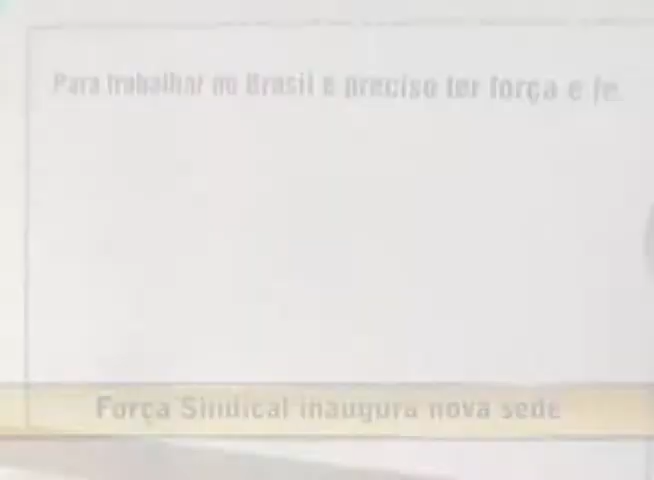 Para trabalhar no Brasil é preciso ter força e fé.
Força Sindical inaugura nova sede